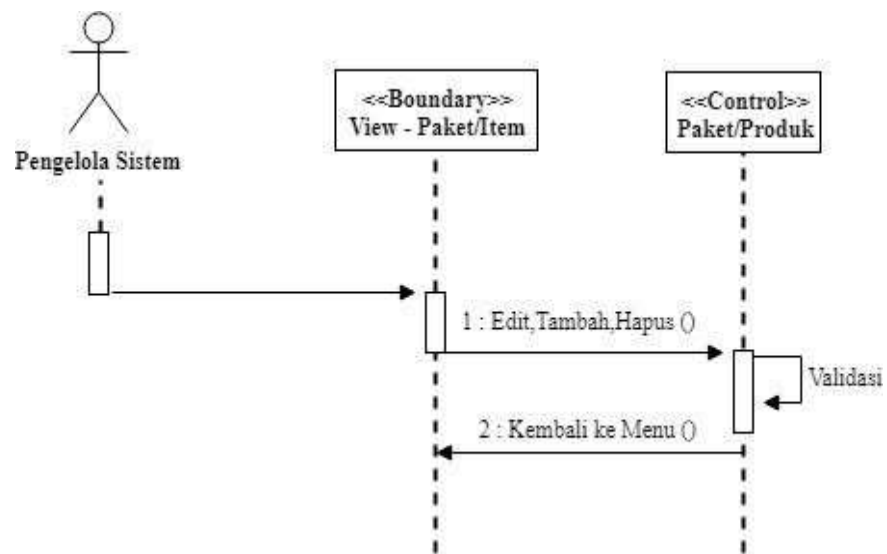 <<Boundary>>
View - Paket/Item
<<Control>>
Paket/Produk
Pengelola Sistem
1 : Edit,Tambah,Hapus ()
Validasi
2 : Kembali ke Menu ()